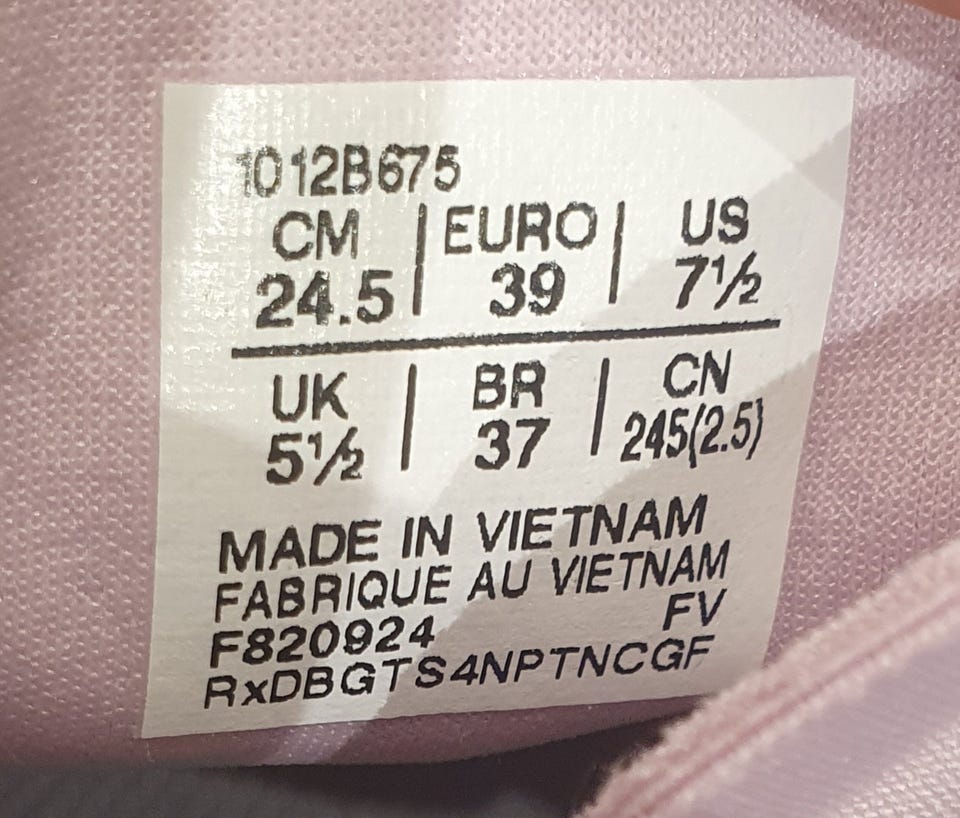 1012B675
CM | EURO | US
24.5 | 39 | 7½
UK | BR | CN
5½ | 37 | 245(2.5)
MADE IN VIETNAM
FABRIQUE AU VIETNAM
F820924 FV
RxDBGTS4NPTNCGF